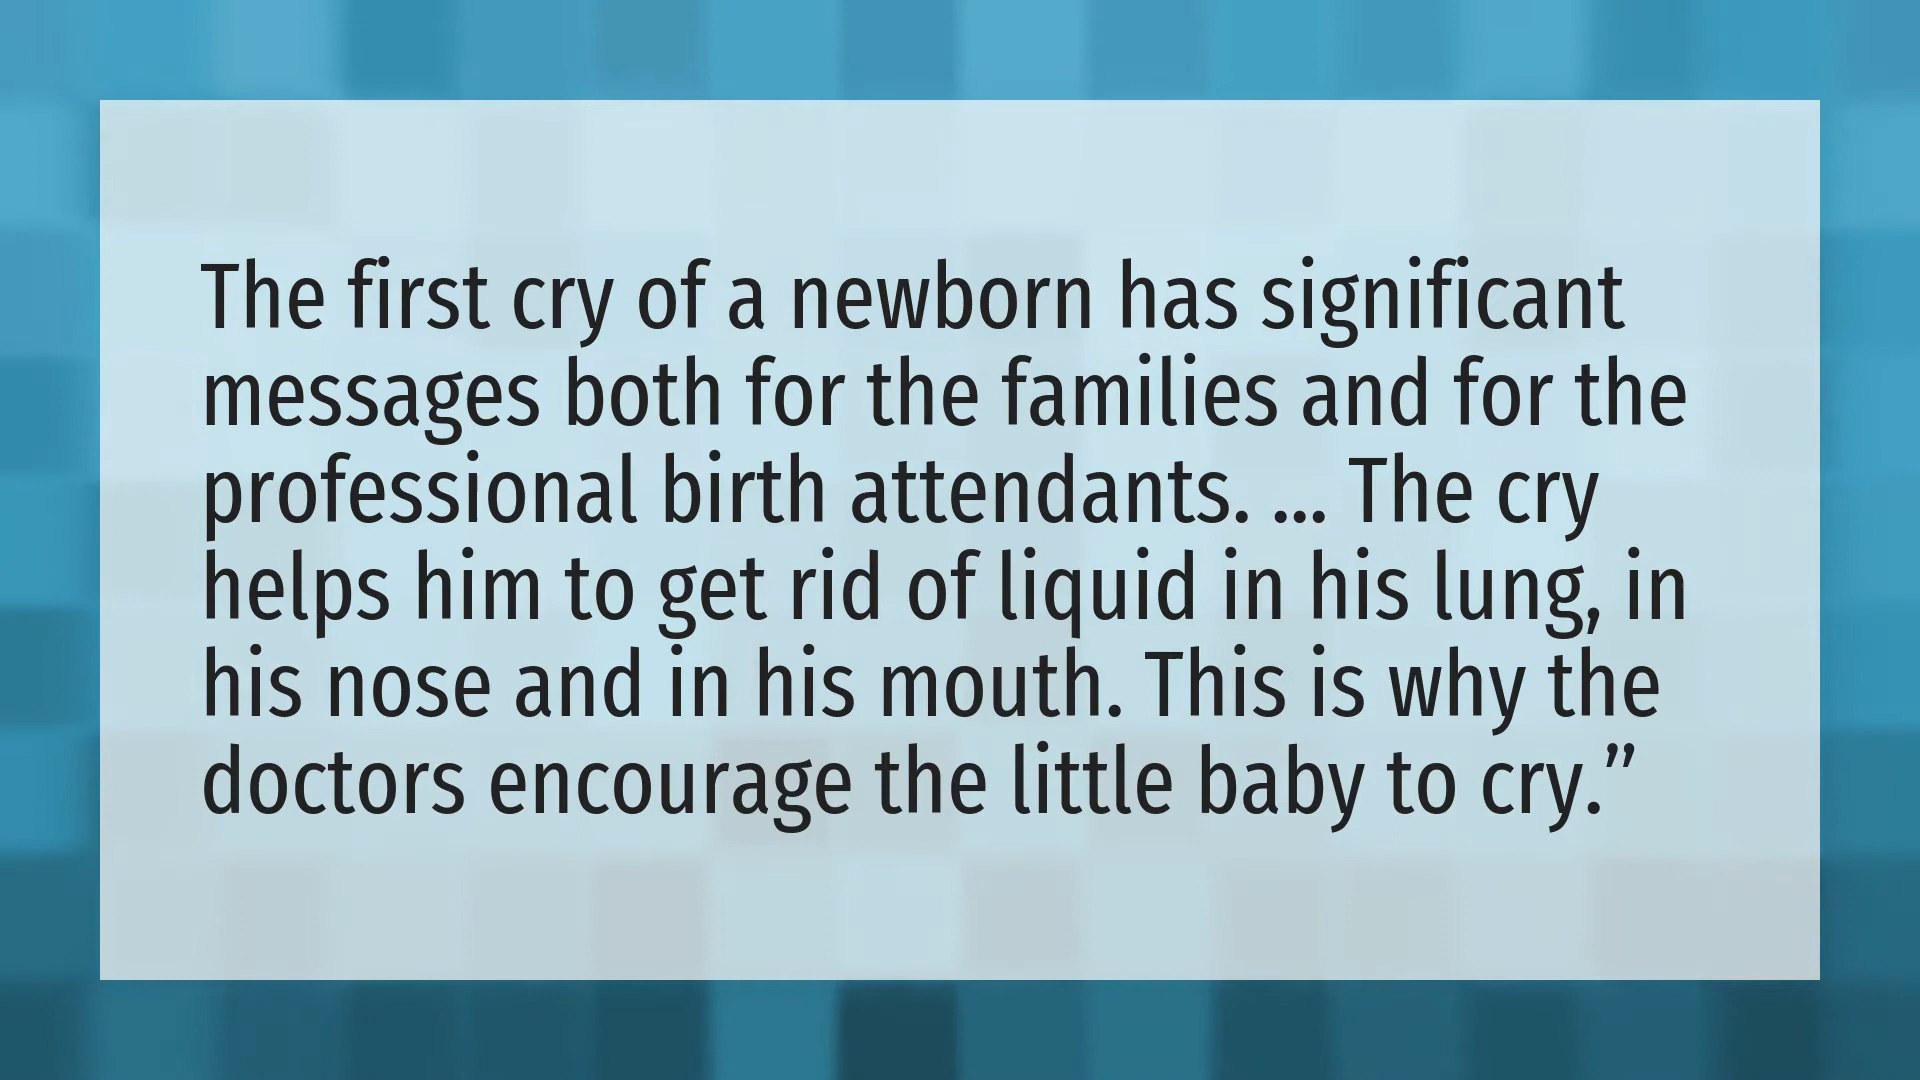 The first cry of a newborn has significant
messages both for the families and for the
professional birth attendants. ... The cry
helps him to get rid of liquid in his lung, in
his nose and in his mouth. This is why the
doctors encourage the little baby to cry.”